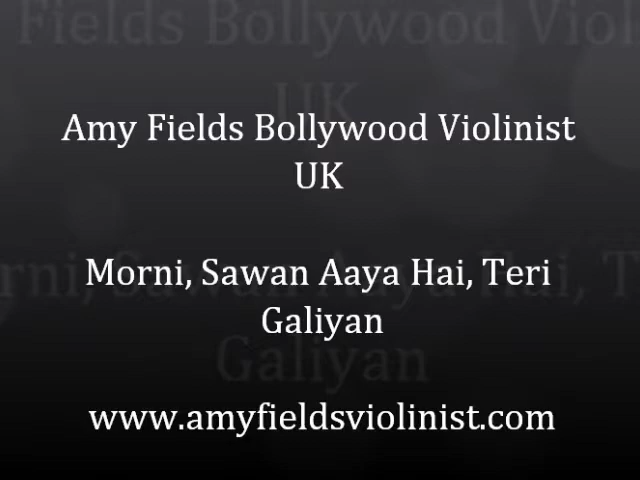 Amy Fields Bollywood Violinist
UK
Morni, Sawan Aaya Hai, Teri
Galiyan
www.amyfieldsviolinist.com